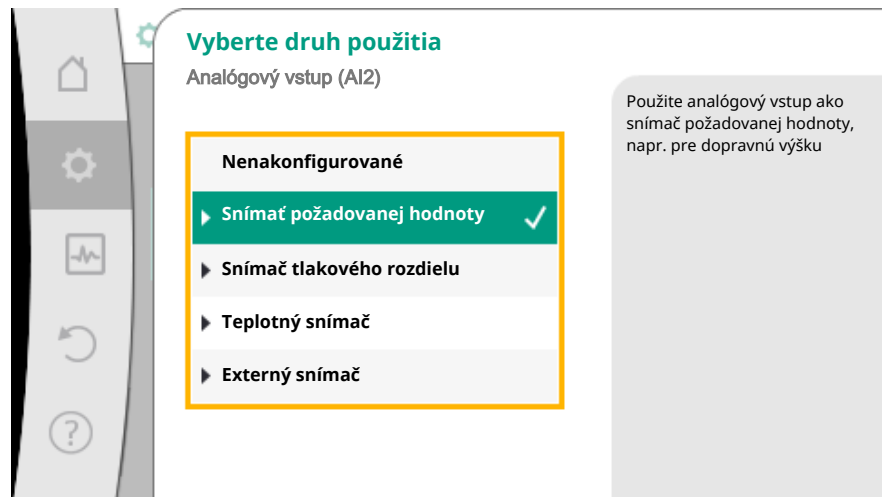 Vyberte druh použitia
Analógový vstup (AI2)
Nenakonfigurované
Snímať požadovanej hodnoty
Snímač tlakového rozdielu
Teplotný snímač
Externý snímač
Použite analógový vstup ako
snímač požadovanej hodnoty,
napr. pre dopravnú výšku
?